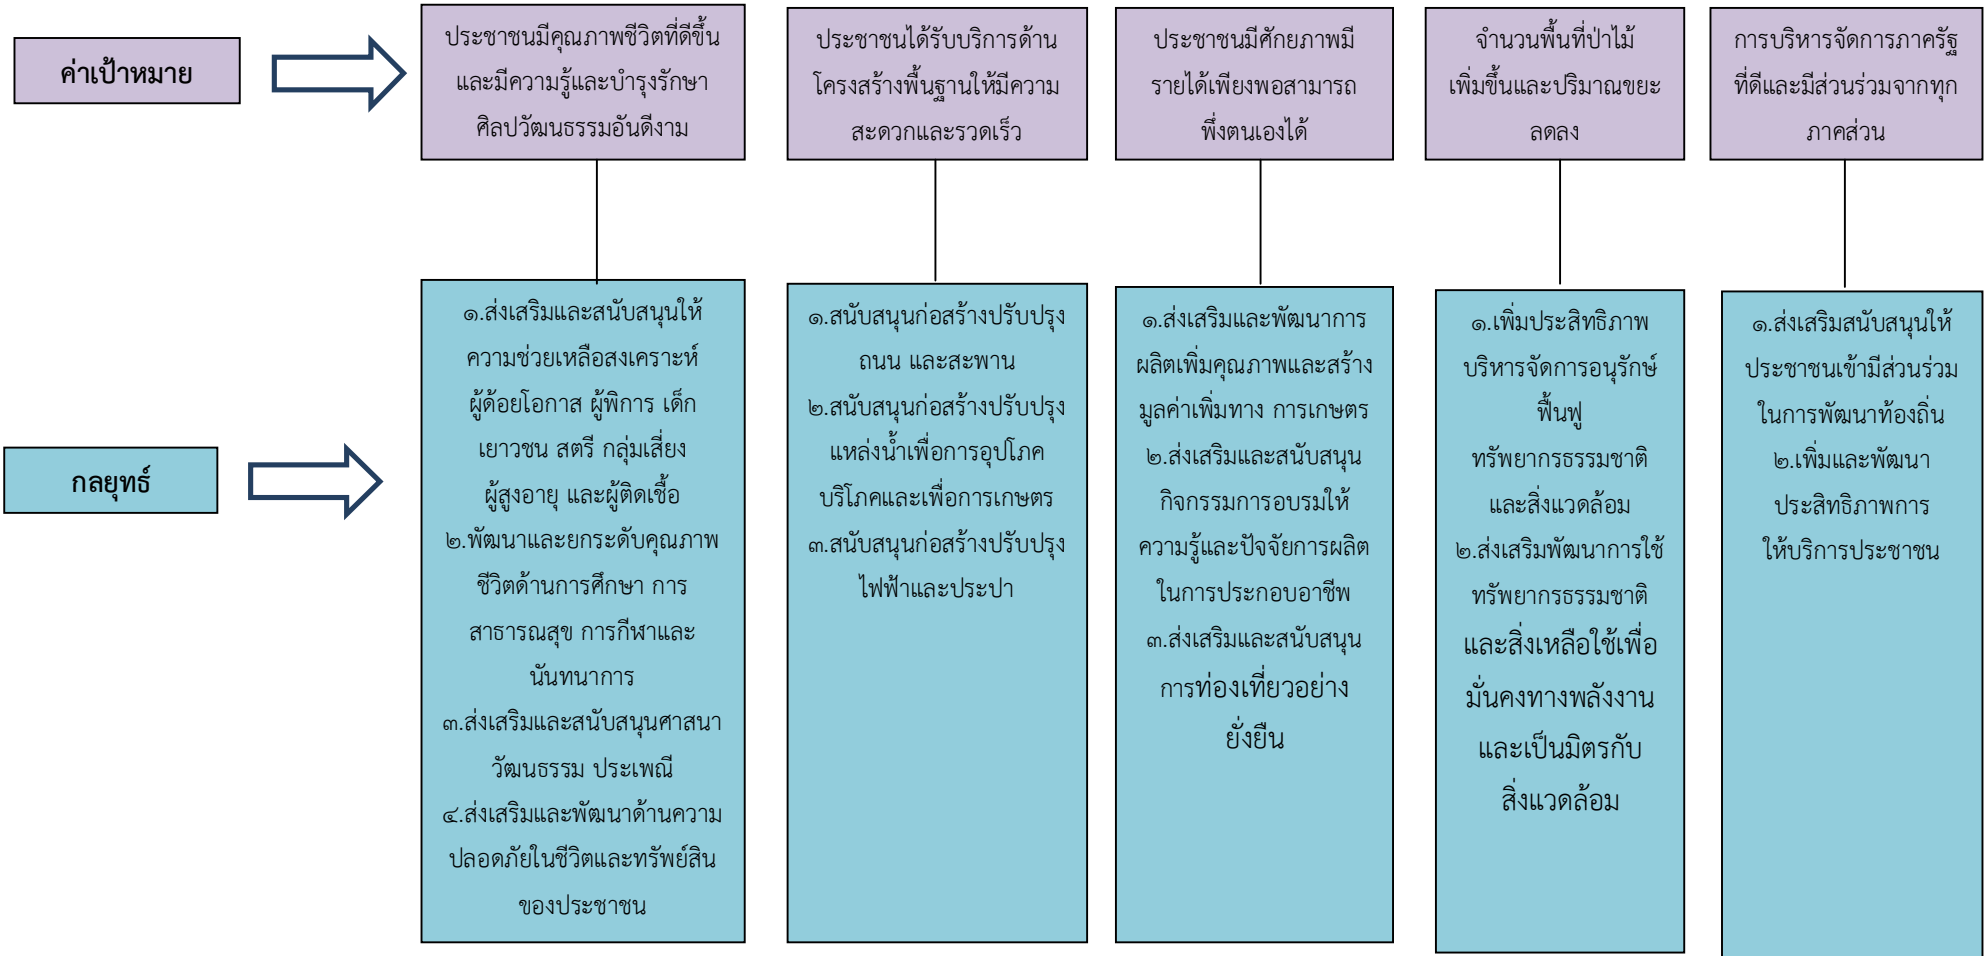 ค่าเป้าหมาย
ประชาชนมีคุณภาพชีวิตที่ดีขึ้น
และมีความรู้และบำรุงรักษา
ศิลปวัฒนธรรมอันดีงาม
ประชาชนได้รับบริการด้าน
โครงสร้างพื้นฐานให้มีความ
สะดวกและรวดเร็ว
ประชาชนมีศักยภาพมี
รายได้เพียงพอสามารถ
พึ่งตนเองได้
จำนวนพื้นที่ป่าไม้
เพิ่มขึ้นและปริมาณขยะ
ลดลง
การบริหารจัดการภาครัฐ
ที่ดีและมีส่วนร่วมจากทุก
ภาคส่วน
กลยุทธ์
๑.ส่งเสริมและสนับสนุนให้
ความช่วยเหลือสงเคราะห์
ผู้ด้อยโอกาส ผู้พิการ เด็ก
เยาวชน สตรี กลุ่มเสี่ยง
ผู้สูงอายุ และผู้ติดเชื้อ
๒.พัฒนาและยกระดับคุณภาพ
ชีวิตด้านการศึกษา การ
สาธารณสุข การกีฬาและ
นันทนาการ
๓.ส่งเสริมและสนับสนุนศาสนา
วัฒนธรรม ประเพณี
๔.ส่งเสริมและพัฒนาด้านความ
ปลอดภัยในชีวิตและทรัพย์สิน
ของประชาชน
๑.สนับสนุนก่อสร้างปรับปรุง
ถนน และสะพาน
๒.สนับสนุนก่อสร้างปรับปรุง
แหล่งน้ำเพื่อการอุปโภค
บริโภคและเพื่อการเกษตร
๓.สนับสนุนก่อสร้างปรับปรุง
ไฟฟ้าและประปา
๑.ส่งเสริมและพัฒนาการ
ผลิตเพิ่มคุณภาพและสร้าง
มูลค่าเพิ่มทาง การเกษตร
๒.ส่งเสริมและสนับสนุน
กิจกรรมการอบรมให้
ความรู้และปัจจัยการผลิต
ในการประกอบอาชีพ
๓.ส่งเสริมและสนับสนุน
การท่องเที่ยวอย่าง
ยั่งยืน
๑.เพิ่มประสิทธิภาพ
บริหารจัดการอนุรักษ์
ฟื้นฟู
ทรัพยากรธรรมชาติ
และสิ่งแวดล้อม
๒.ส่งเสริมพัฒนาการใช้
ทรัพยากรธรรมชาติ
และสิ่งเหลือใช้เพื่อ
มั่นคงทางพลังงาน
และเป็นมิตรกับ
สิ่งแวดล้อม
๑.ส่งเสริมสนับสนุนให้
ประชาชนเข้ามีส่วนร่วม
ในการพัฒนาท้องถิ่น
๒.เพิ่มและพัฒนา
ประสิทธิภาพการ
ให้บริการประชาชน